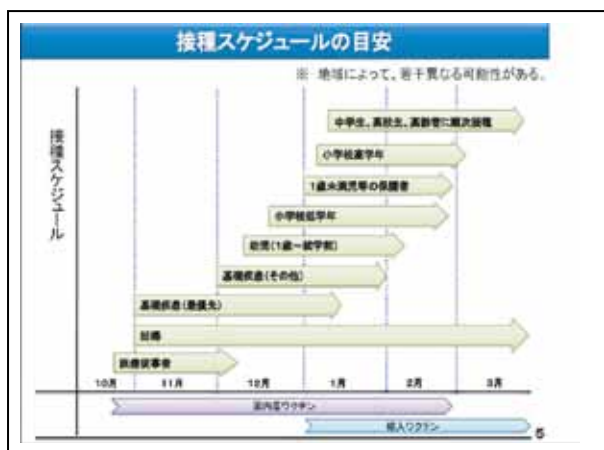 接種スケジュールの目安
※ 地域によって、若干異なる可能性がある。
接種スケジュール
中学生、高校生、高齢者に順次接種
小学校高学年
1歳未満児等の保護者
小学校低学年
幼児(1歳～就学前)
基礎疾患(その他)
基礎疾患(最優先)
妊婦
医療従事者
10月 11月 12月 1月 2月 3月
国内産ワクチン
輸入ワクチン
5